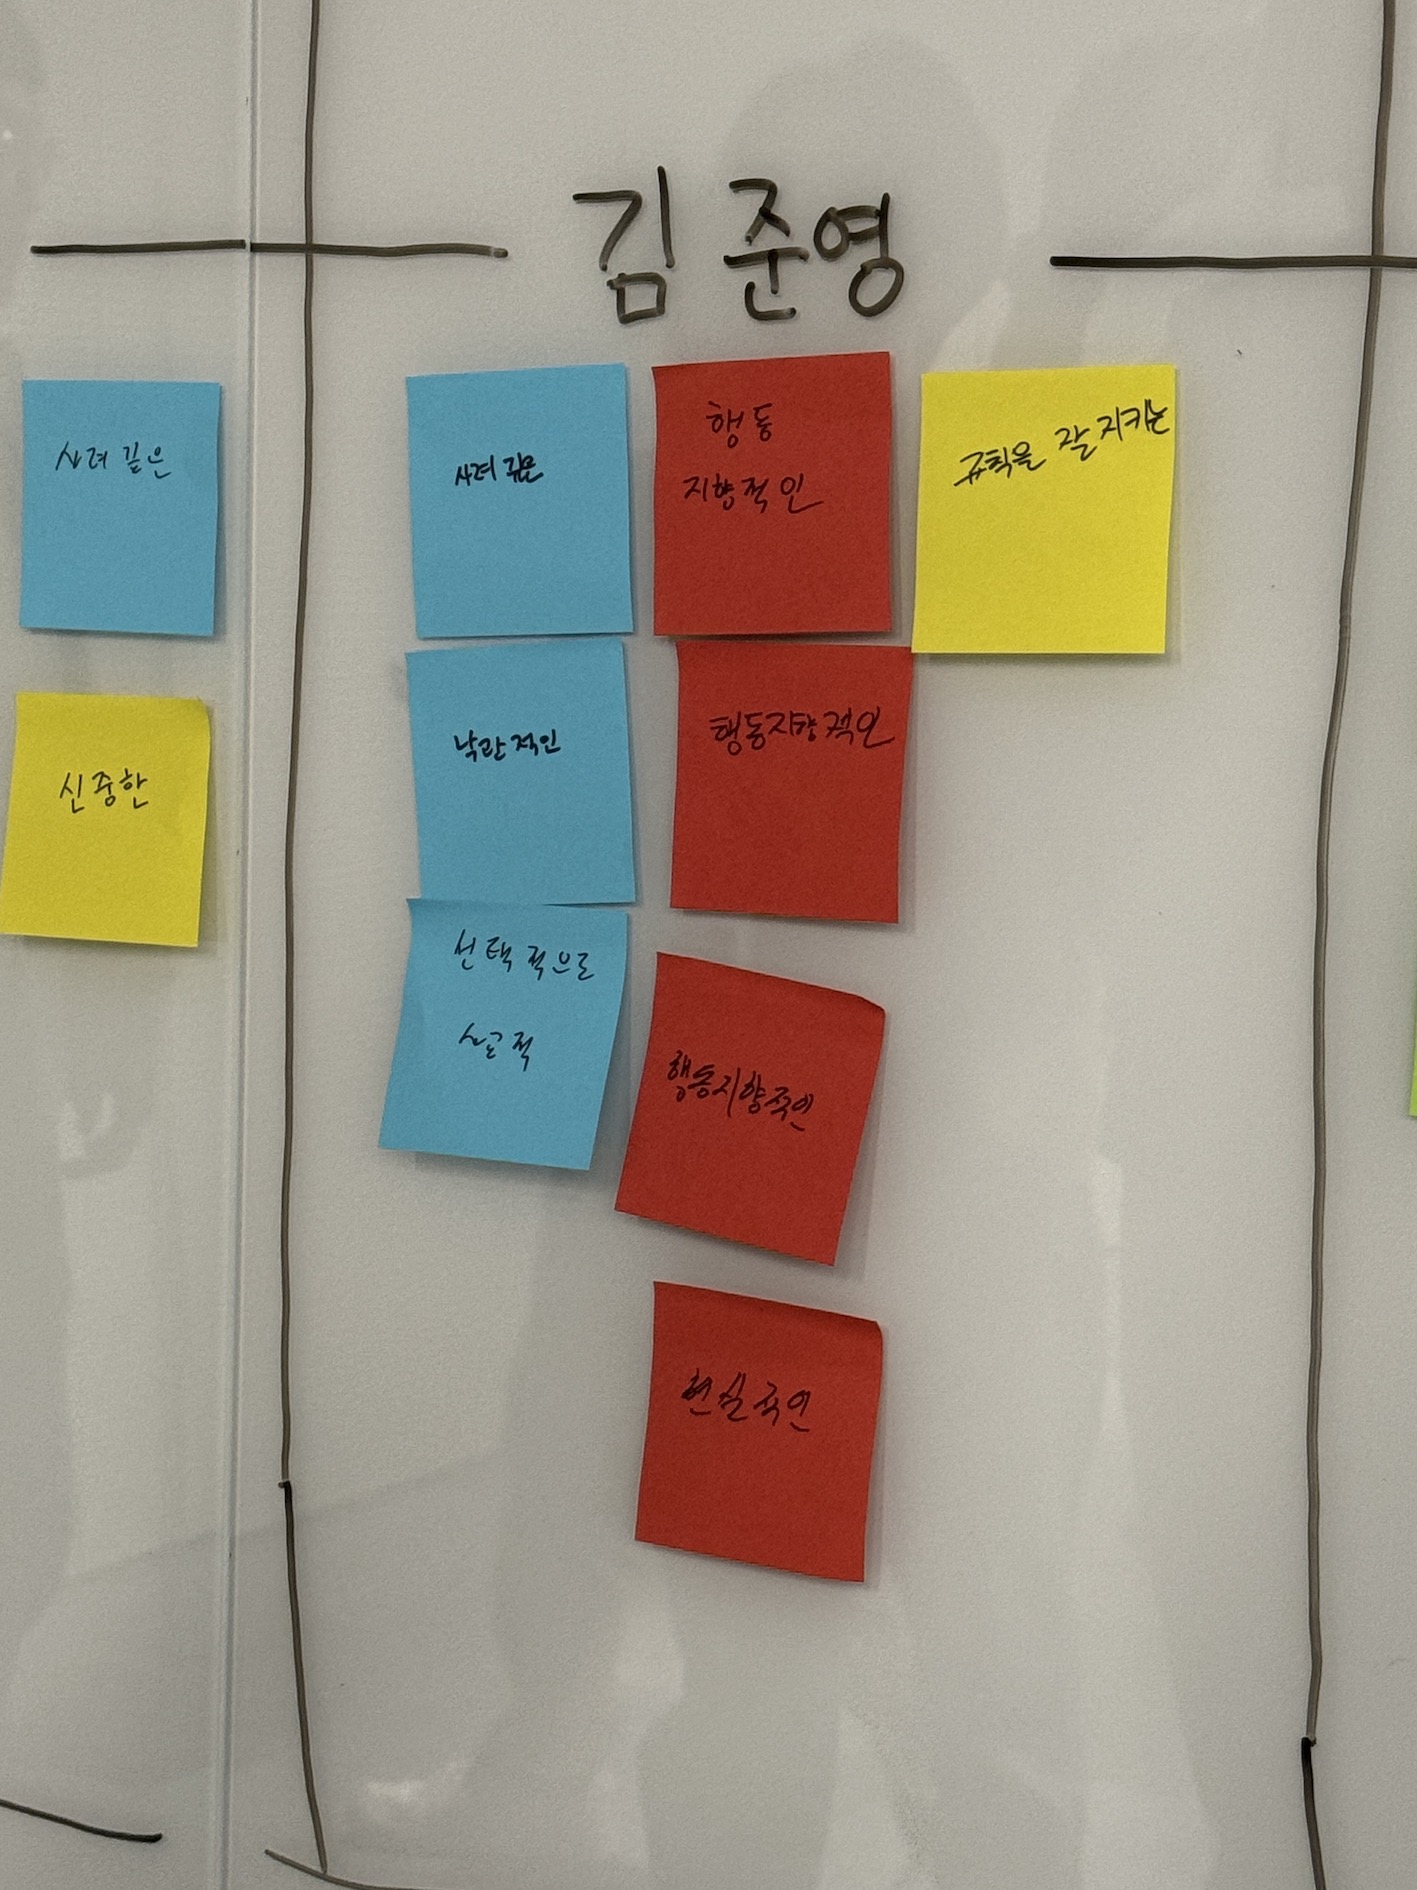 김준영
사려 깊은
신중한
사려 깊은
낙관적인
선택적으로
사교적
행동
지향적인
행동지향적인
행동지향적인
현실적인
규칙을 잘 지키는